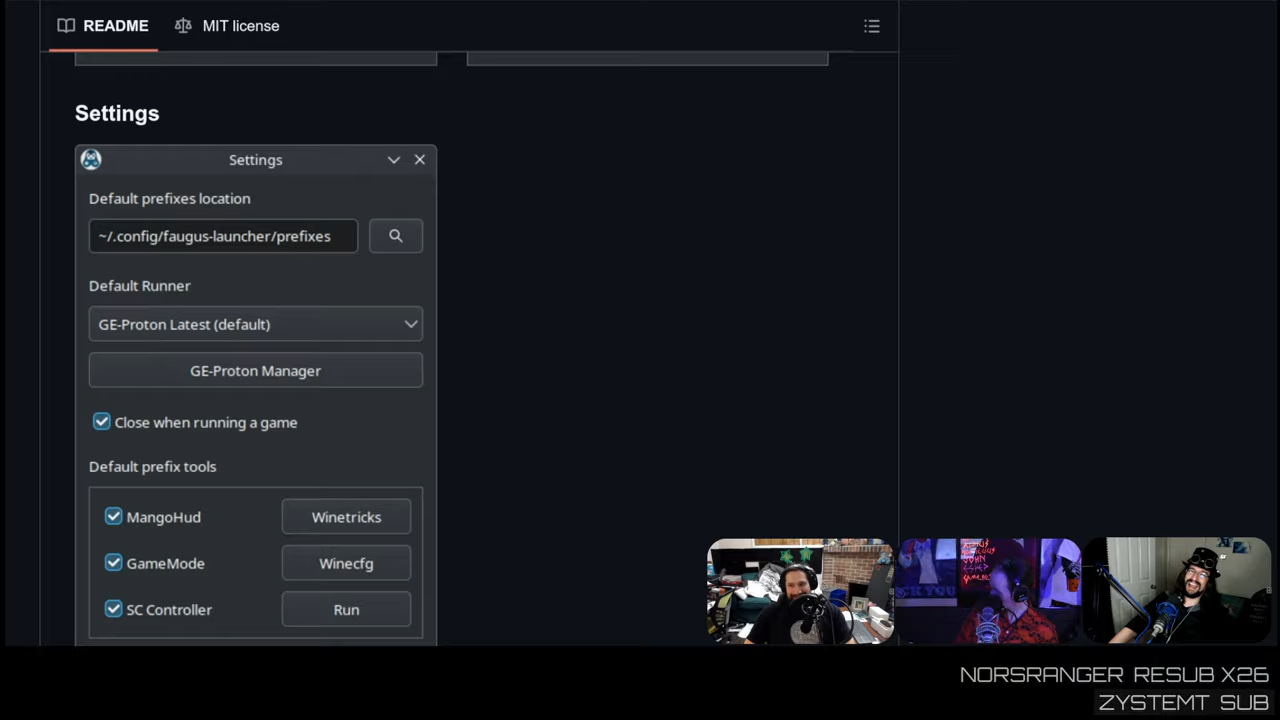 README
MIT license
Settings
Settings
Default prefixes location
~/.config/faugus-launcher/prefixes
Default Runner
GE-Proton Latest (default)
GE-Proton Manager
Close when running a game
Default prefix tools
MangoHud
Winetricks
GameMode
Winecfg
SC Controller
Run
NORSRANGER RESUB X26
ZYSTEMT SUB